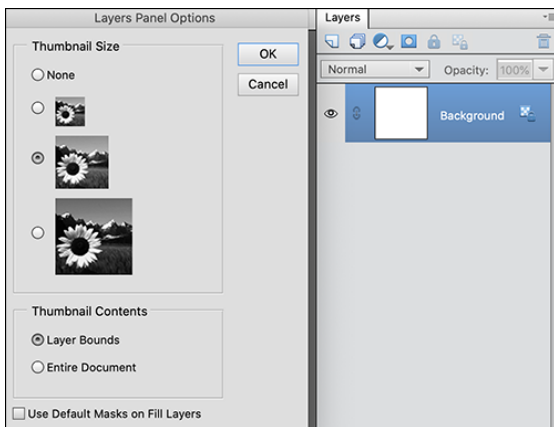 Layers Panel Options
Thumbnail Size
None
OK
Cancel
Thumbnail Contents
Layer Bounds
Entire Document
Use Default Masks on Fill Layers
Layers
Normal
Opacity: 100%
Background